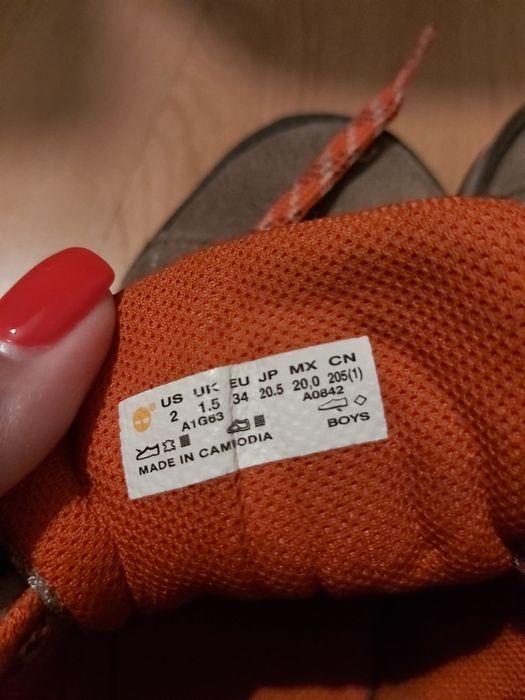 US UK EU JP MX CN
2 1.5 34 20.5 20,0 205(1)
A1G63 A0842
BOYS
MADE IN CAMBODIA